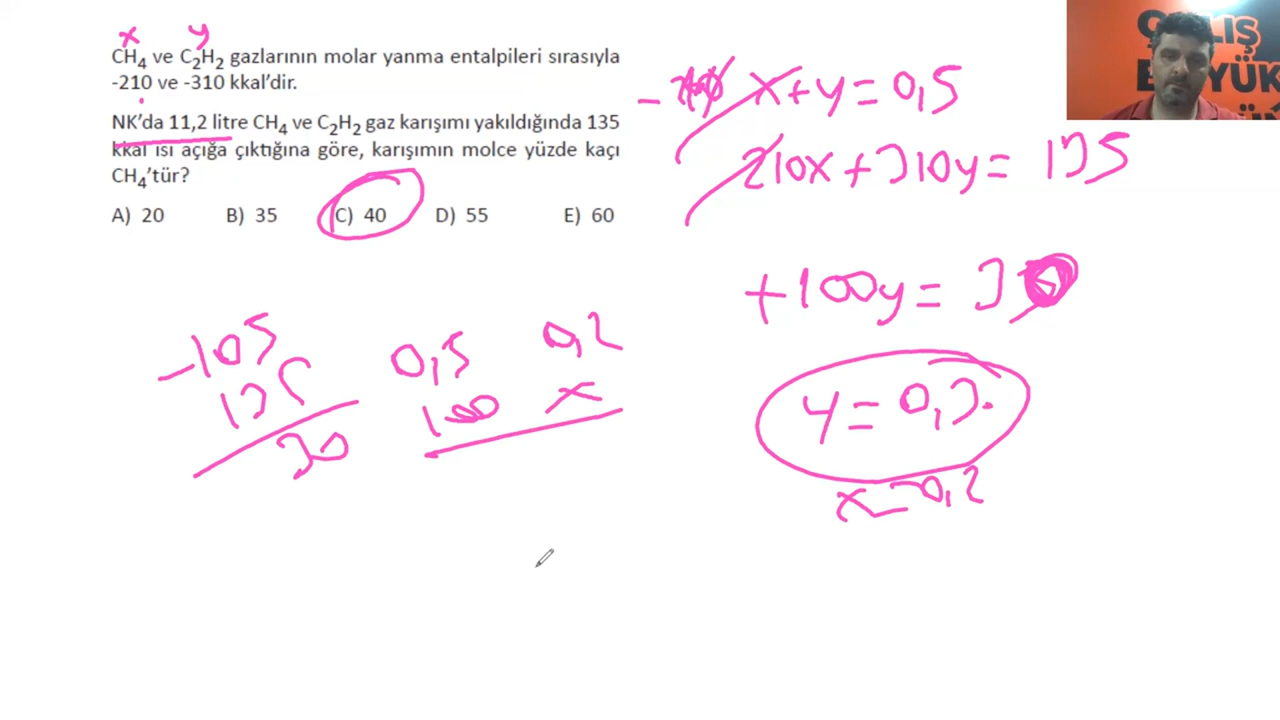 x y
CH4 ve C2H2 gazlarının molar yanma entalpileri sırasıyla
-210 ve -310 kkal'dir.
NK'da 11,2 litre CH4 ve C2H2 gaz karışımı yakıldığında 135
kkal ısı açığa çıktığına göre, karışımın molce yüzde kaçı
CH4'tür?
A) 20 B) 35 C) 40 D) 55 E) 60
x+y=0,5
210x+310y=135
+100y=30
y=0,3
x=0,2
-105
135
30
0,5 0,2
100 x